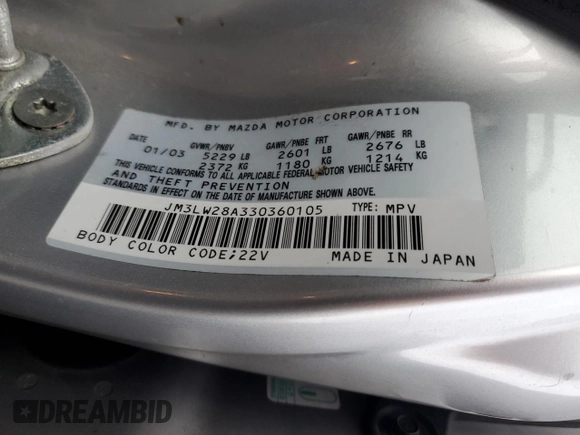 MFD. BY MAZDA MOTOR CORPORATION
DATE GVWR/PNBV GAWR/PNBE FRT GAWR/PNBE RR
01/03 5229 LB 2601 LB 2676 LB
2372 KG 1180 KG 1214 KG
THIS VEHICLE CONFORMS TO ALL APPLICABLE FEDERAL MOTOR VEHICLE SAFETY
AND THEFT PREVENTION
STANDARDS IN EFFECT ON THE DATE OF MANUFACTURE SHOWN ABOVE.
JM3LW28A330360105 TYPE: MPV
BODY COLOR CODE;22V MADE IN JAPAN
DREAMBID